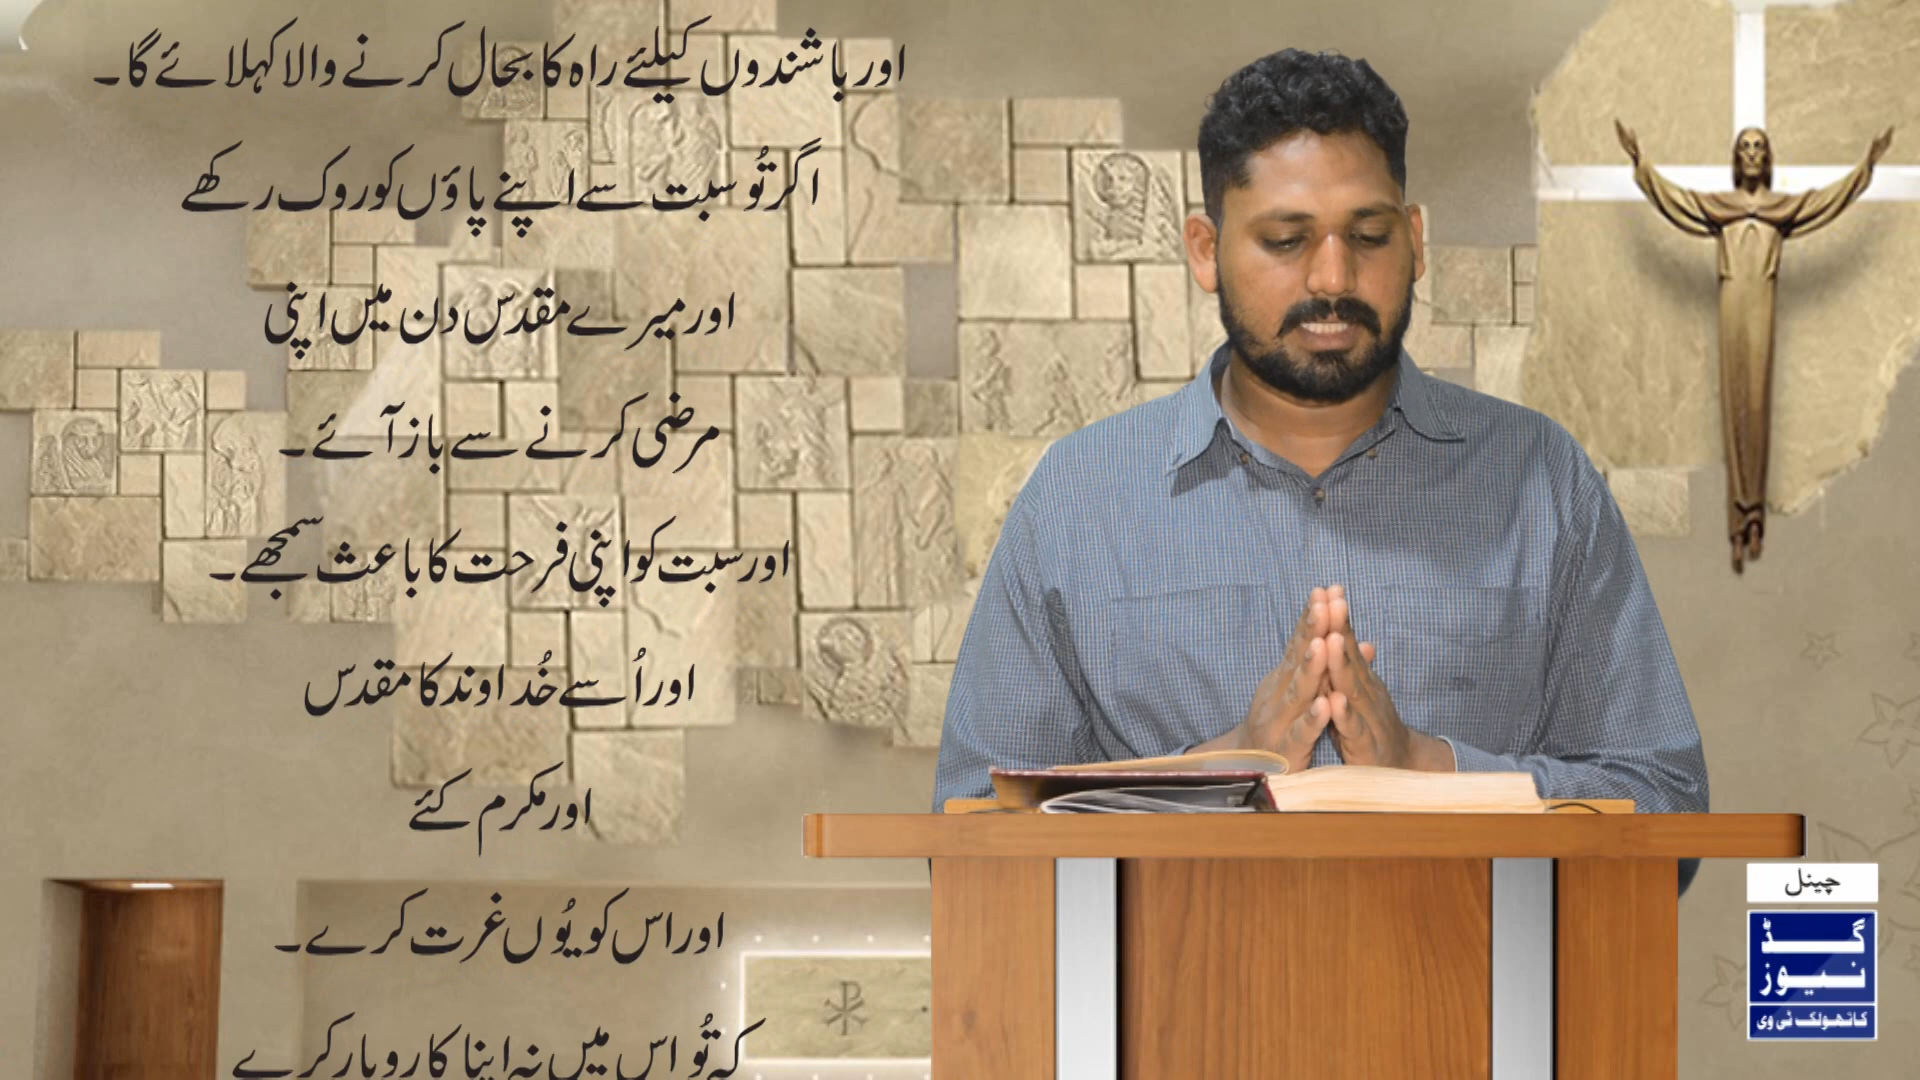 اور باشندوں کیلئے راہ کا بحال کرنے والا کہلائے گا۔
اگر تُو سبت سے اپنے پاؤں کو روک رکھے
اور میرے مقدس دن میں اپنی
مرضی کرنے سے باز آئے۔
اور سبت کو اپنی فرحت کا باعث سمجھے۔
اور اُسے خُداوند کا مقدس
اور مکرم کہئے
اور اس کو یُوں عزت کرے۔
کہ تُو اس میں نہ اپنا کاروبار کرے
چینل
گڈ
نیوز
کاتھولک ٹی وی